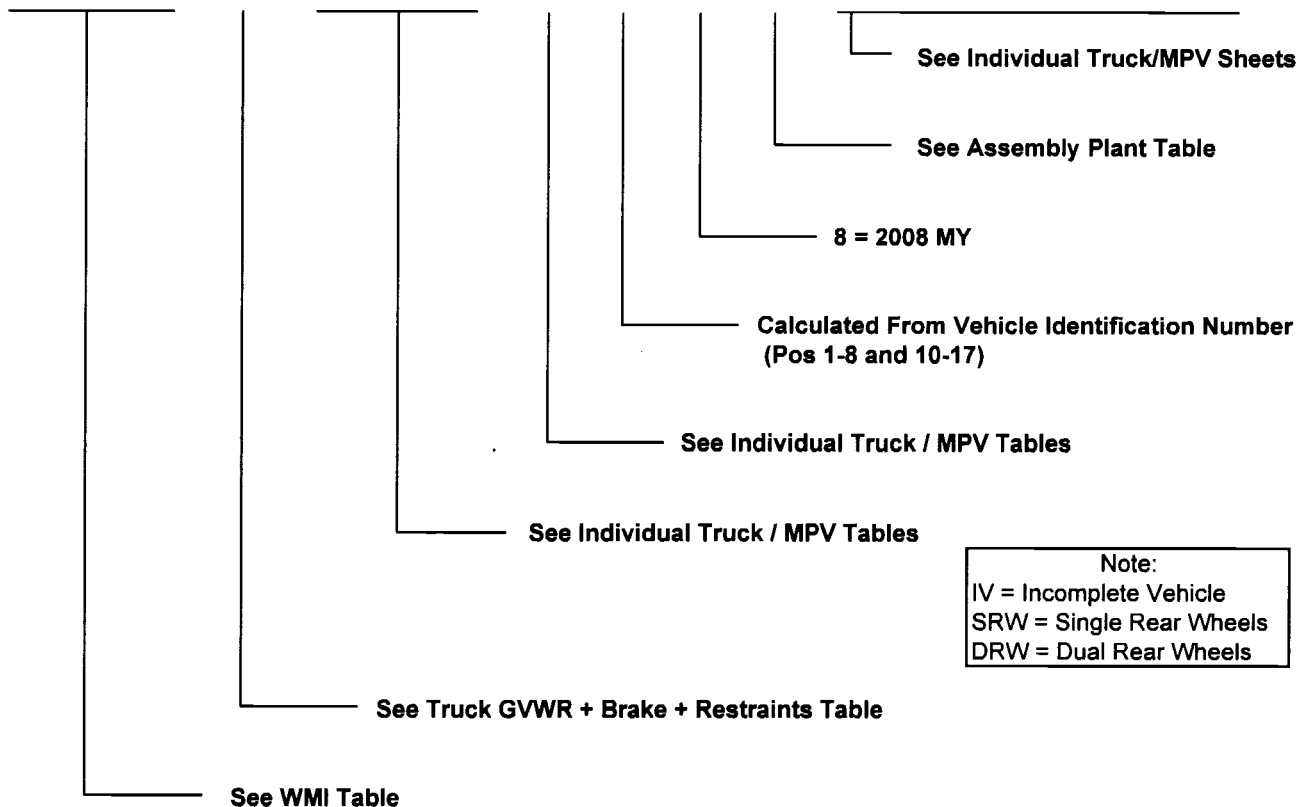 See Individual Truck/MPV Sheets
See Assembly Plant Table
8 = 2008 MY
Calculated From Vehicle Identification Number
(Pos 1-8 and 10-17)
See Individual Truck / MPV Tables
See Individual Truck / MPV Tables
Note:
IV = Incomplete Vehicle
SRW = Single Rear Wheels
DRW = Dual Rear Wheels
See Truck GVWR + Brake + Restraints Table
See WMI Table